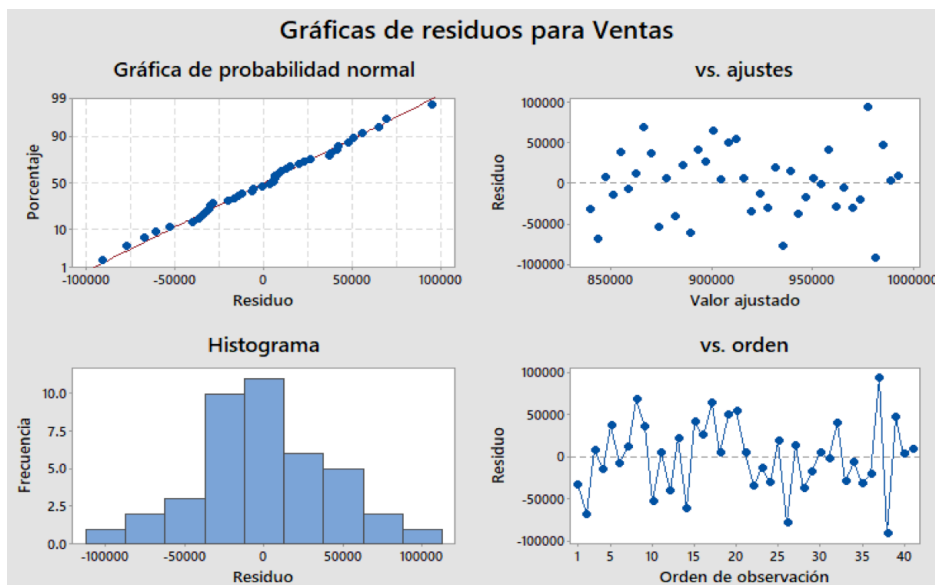 Gráficas de residuos para Ventas
Gráfica de probabilidad normal
99
90
50
10
1
Porcentaje
-100000 -50000 0 50000 100000
Residuo
vs. ajustes
100000
50000
0
-50000
-100000
Residuo
850000 900000 950000 1000000
Valor ajustado
Histograma
10.0
7.5
5.0
2.5
0.0
Frecuencia
-100000 -50000 0 50000 100000
Residuo
vs. orden
100000
50000
0
-50000
-100000
Residuo
1 5 10 15 20 25 30 35 40
Orden de observación